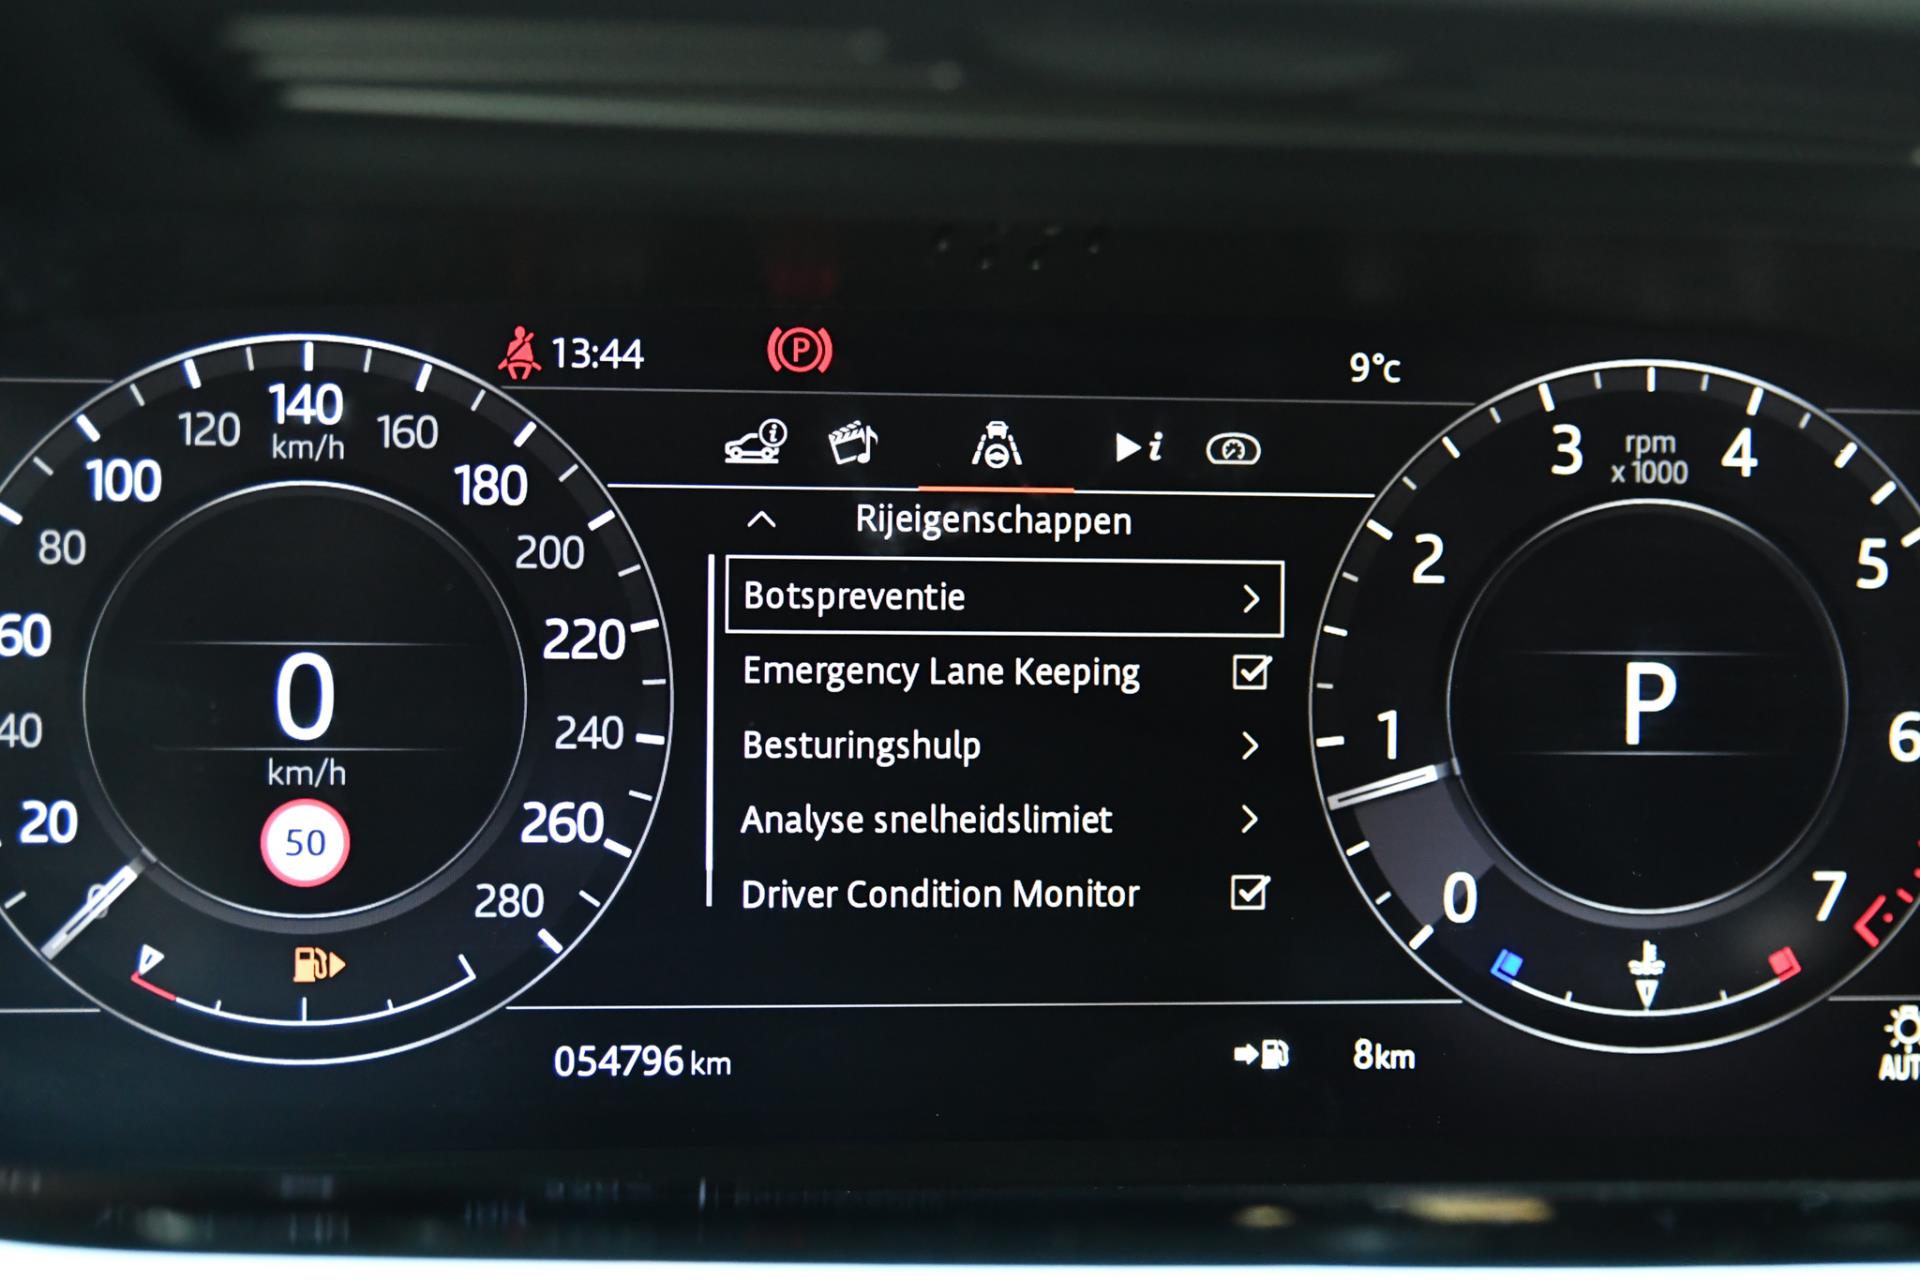 13:44
P
9°c
140
km/h
120
160
100
180
80
200
60
220
40
240
20
260
280
0
km/h
50
i
i
Rijeigenschappen
Botspreventie
Emergency Lane Keeping
Besturingshulp
Analyse snelheidslimiet
Driver Condition Monitor
rpm
x 1000
3
4
2
5
1
6
0
7
P
054796 km
8km